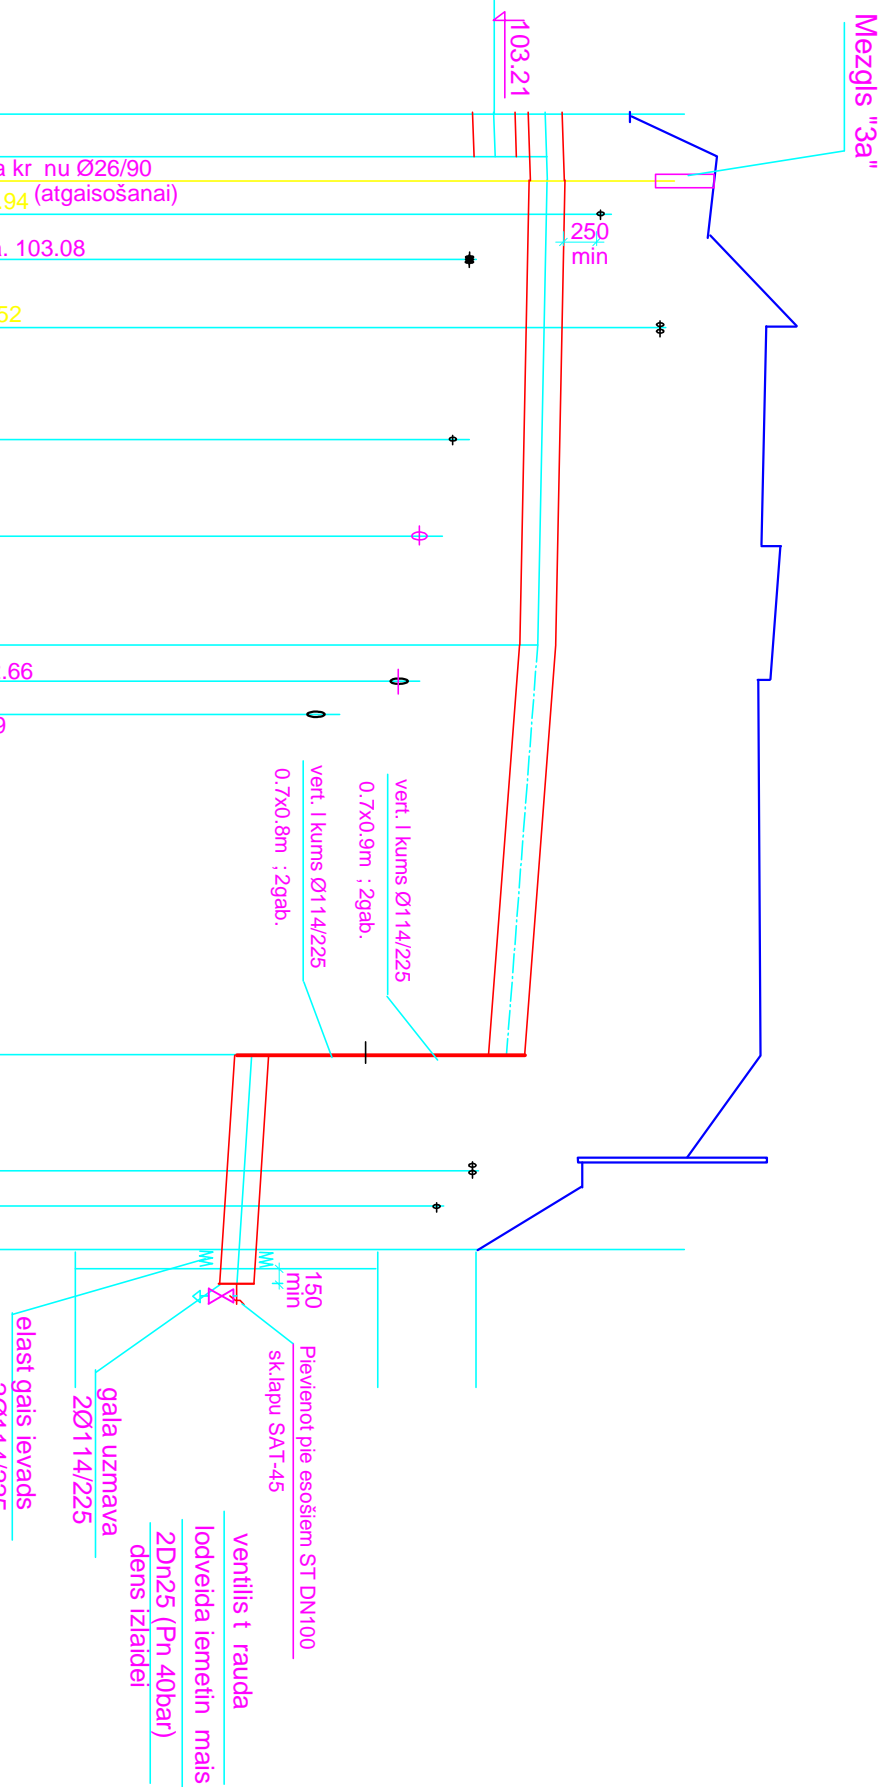 Mezgls "3a"
103.21
kr nu Ø26/90
(atgaisošanai)
.94
250
min
103.08
52
.66
9
vert. l kums Ø114/225
0.7x0.9m ; 2gab.
vert. l kums Ø114/225
0.7x0.8m ; 2gab.
150
min
Pievienot pie esošiem ST DN100
sk.lapu SAT-45
gala uzmava
2Ø114/225
elast gais ievads
2Ø114/225
ventilis t rauda
lodveida iemetin mais
2Dn25 (Pn 40bar)
dens izlaidei